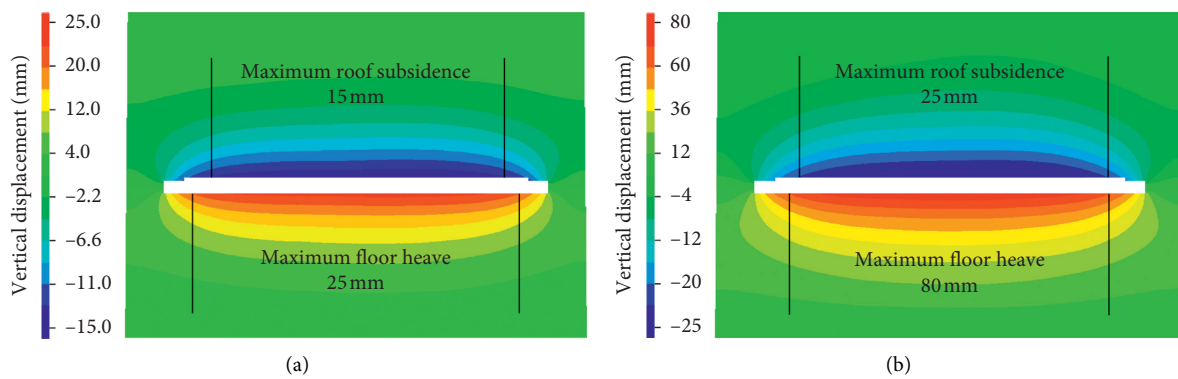 Vertical displacement (mm)
25.0
20.0
12.0
4.0
–2.2
–6.6
–11.0
–15.0
Maximum roof subsidence
15 mm
Maximum floor heave
25 mm
(a)
Vertical displacement (mm)
80
60
36
12
–4
–12
–20
–25
Maximum roof subsidence
25 mm
Maximum floor heave
80 mm
(b)